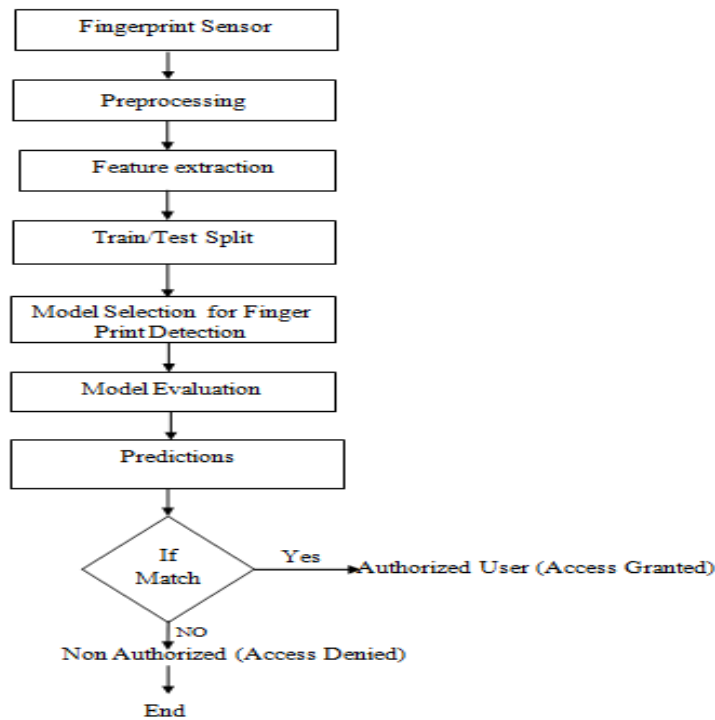 Fingerprint Sensor
Preprocessing
Feature extraction
Train/Test Split
Model Selection for Finger
Print Detection
Model Evaluation
Predictions
If
Match
Yes
Authorized User (Access Granted)
NO
Non Authorized (Access Denied)
End